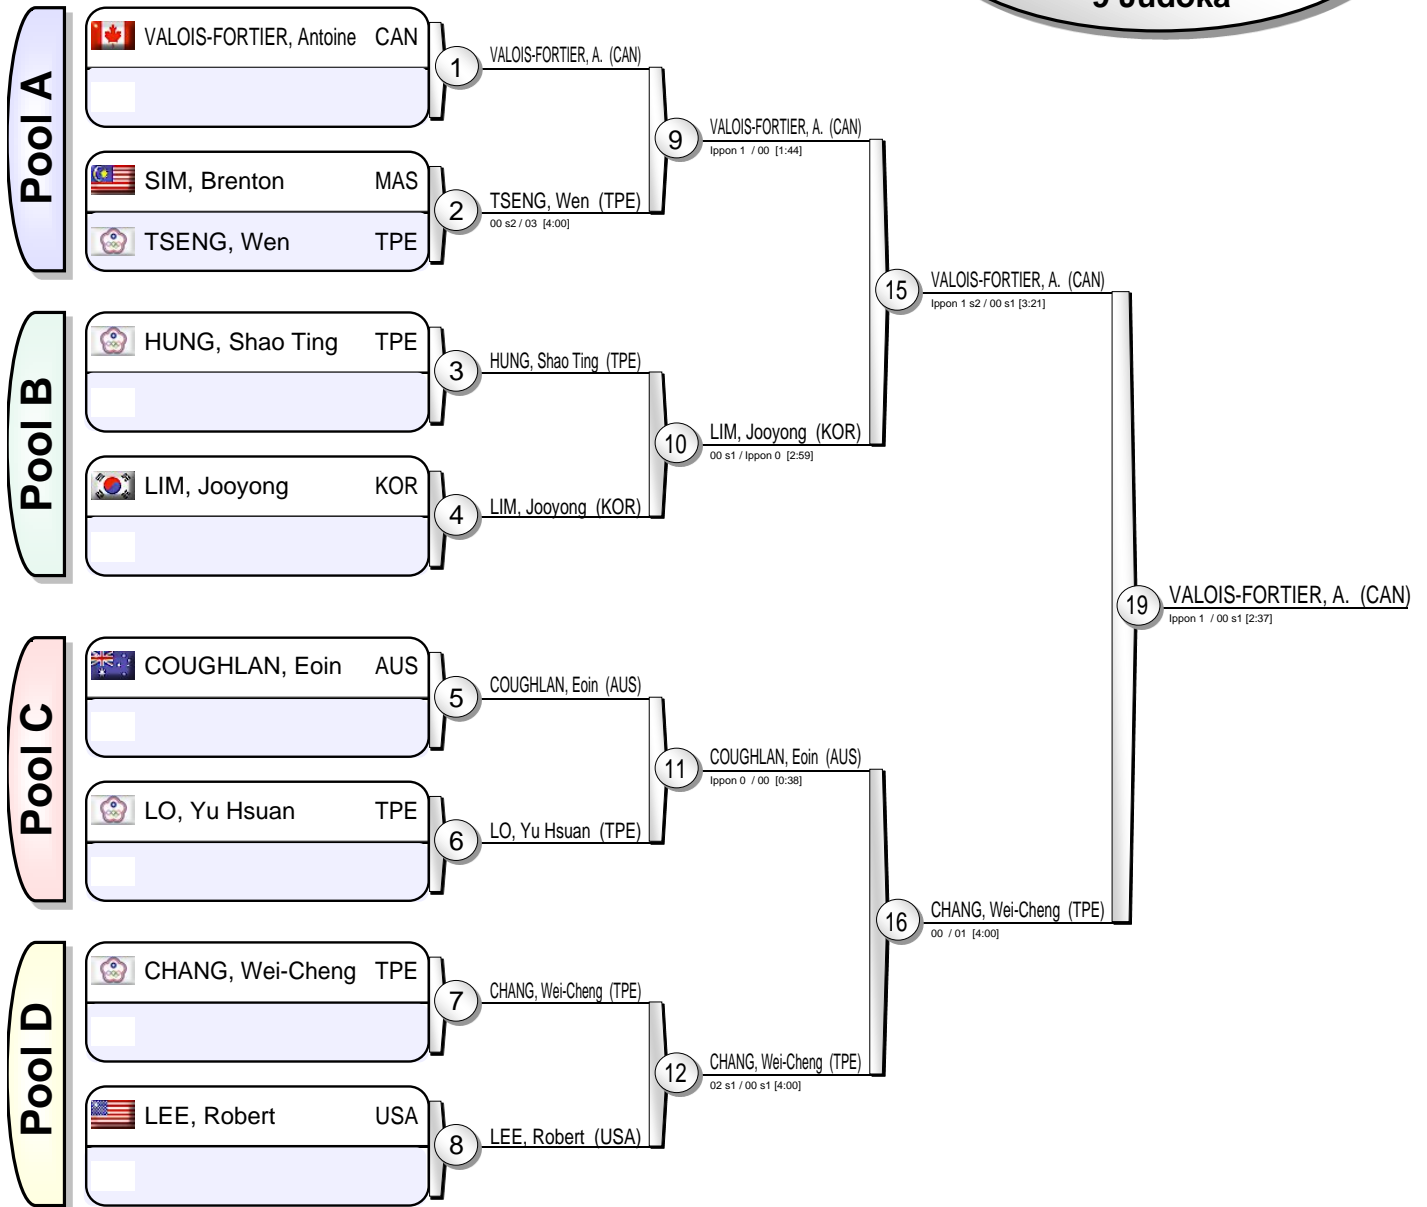 9 Judoka
Pool A
VALOIS-FORTIER, Antoine CAN
SIM, Brenton MAS
TSENG, Wen TPE
1
VALOIS-FORTIER, A. (CAN)
2
TSENG, Wen (TPE)
00 s2 / 03 [4:00]
9
VALOIS-FORTIER, A. (CAN)
Ippon 1 / 00 [1:44]
Pool B
HUNG, Shao Ting TPE
LIM, Jooyong KOR
3
HUNG, Shao Ting (TPE)
4
LIM, Jooyong (KOR)
10
LIM, Jooyong (KOR)
00 s1 / Ippon 0 [2:59]
15
VALOIS-FORTIER, A. (CAN)
Ippon 1 s2 / 00 s1 [3:21]
Pool C
COUGHLAN, Eoin AUS
LO, Yu Hsuan TPE
5
COUGHLAN, Eoin (AUS)
6
LO, Yu Hsuan (TPE)
11
COUGHLAN, Eoin (AUS)
Ippon 0 / 00 [0:38]
Pool D
CHANG, Wei-Cheng TPE
LEE, Robert USA
7
CHANG, Wei-Cheng (TPE)
8
LEE, Robert (USA)
12
CHANG, Wei-Cheng (TPE)
02 s1 / 00 s1 [4:00]
16
CHANG, Wei-Cheng (TPE)
00 / 01 [4:00]
19
VALOIS-FORTIER, A. (CAN)
Ippon 1 / 00 s1 [2:37]